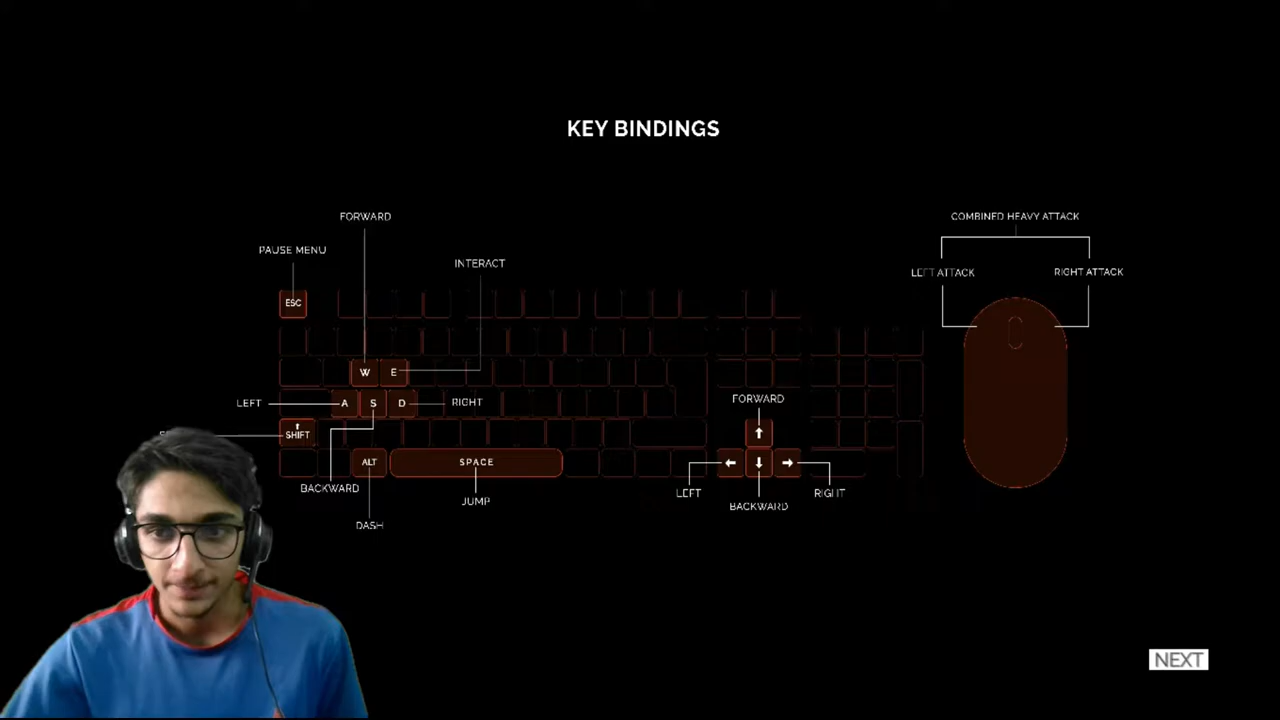 KEY BINDINGS
FORWARD
COMBINED HEAVY ATTACK
PAUSE MENU
INTERACT
LEFT ATTACK
RIGHT ATTACK
ESC
W
E
FORWARD
LEFT
A
S
D
RIGHT
SHIFT
ALT
SPACE
BACKWARD
JUMP
LEFT
RIGHT
BACKWARD
DASH
NEXT